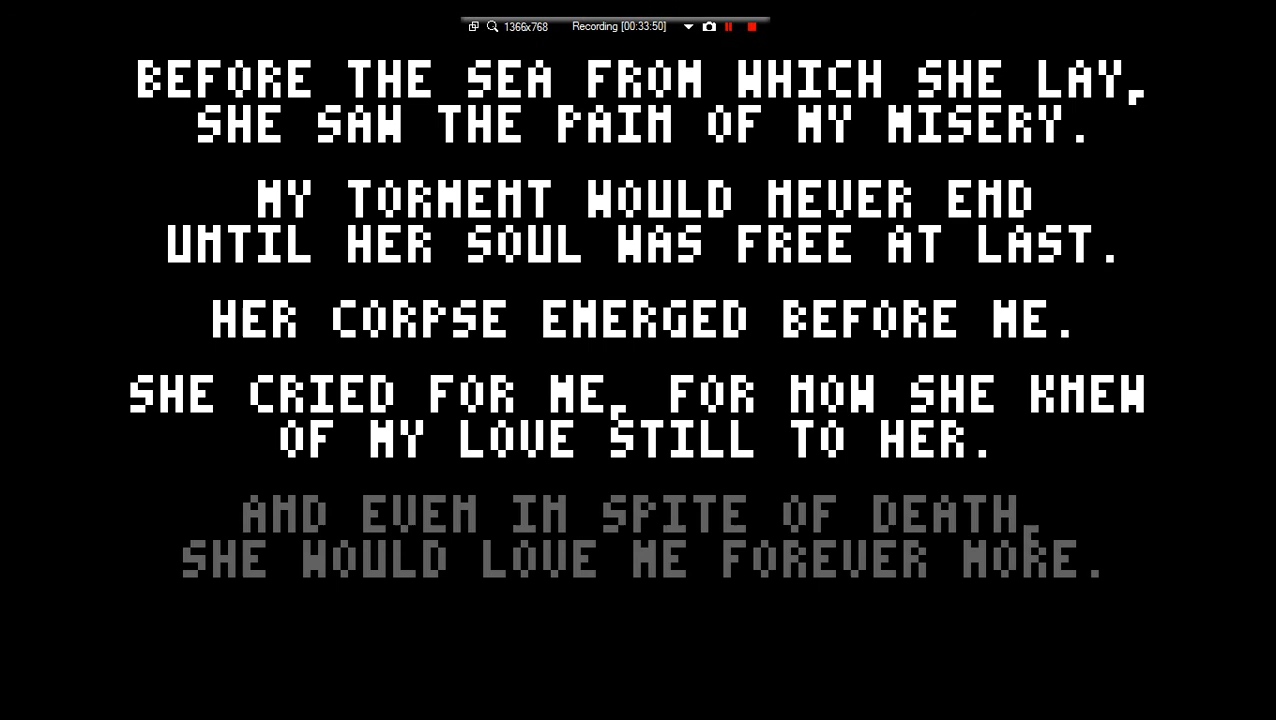 1366x768 Recording [00:33:50]
BEFORE THE SEA FROM WHICH SHE LAY,
SHE SAW THE PAIN OF MY MISERY.
MY TORMENT WOULD NEVER END
UNTIL HER SOUL WAS FREE AT LAST.
HER CORPSE EMERGED BEFORE ME.
SHE CRIED FOR ME, FOR NOW SHE KNEW
OF MY LOVE STILL TO HER.
AND EVEN IN SPITE OF DEATH,
SHE WOULD LOVE ME FOREVER MORE.